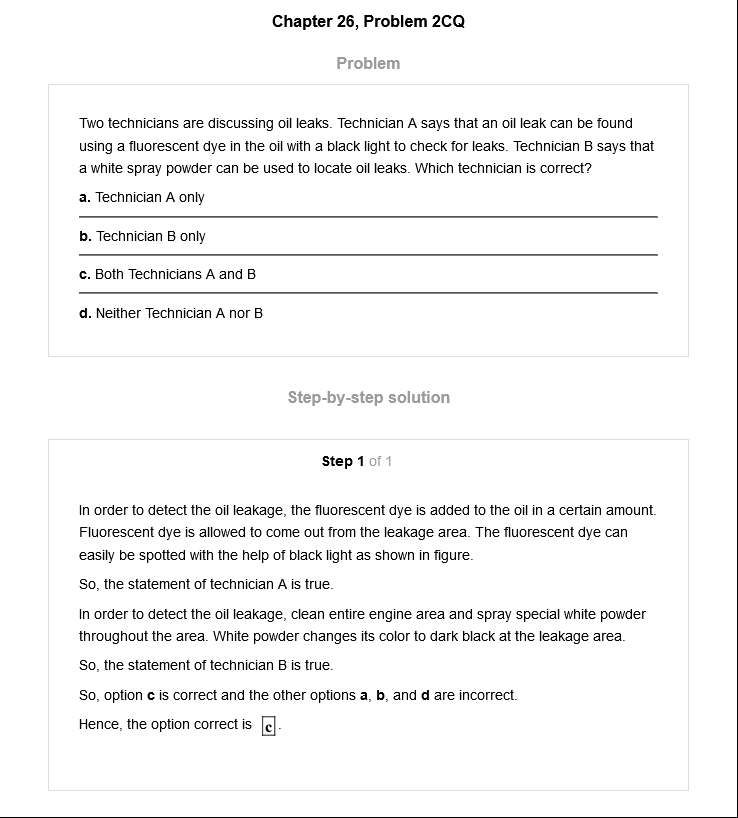 Chapter 26, Problem 2CQ
Problem
Two technicians are discussing oil leaks. Technician A says that an oil leak can be found
using a fluorescent dye in the oil with a black light to check for leaks. Technician B says that
a white spray powder can be used to locate oil leaks. Which technician is correct?
a. Technician A only
b. Technician B only
c. Both Technicians A and B
d. Neither Technician A nor B
Step-by-step solution
Step 1 of 1
In order to detect the oil leakage, the fluorescent dye is added to the oil in a certain amount.
Fluorescent dye is allowed to come out from the leakage area. The fluorescent dye can
easily be spotted with the help of black light as shown in figure.
So, the statement of technician A is true.
In order to detect the oil leakage, clean entire engine area and spray special white powder
throughout the area. White powder changes its color to dark black at the leakage area.
So, the statement of technician B is true.
So, option c is correct and the other options a, b, and d are incorrect.
Hence, the option correct is c.